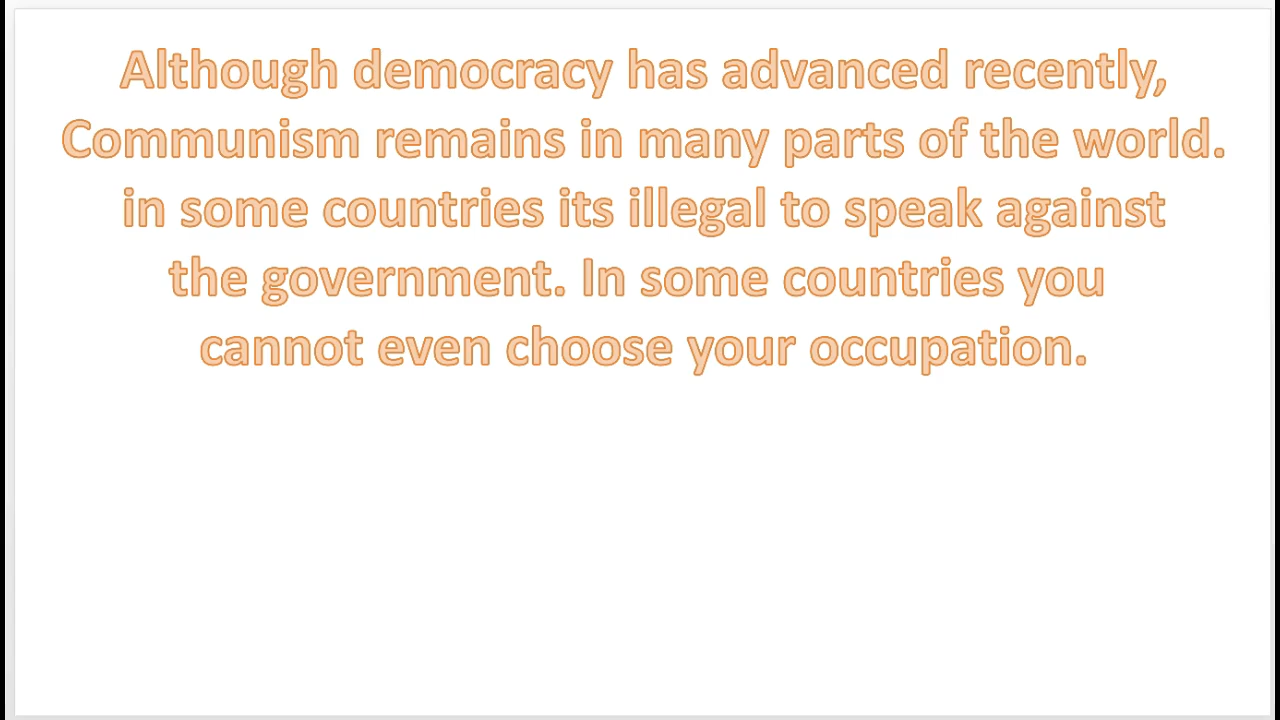 Although democracy has advanced recently,
Communism remains in many parts of the world.
in some countries its illegal to speak against
the government. In some countries you
cannot even choose your occupation.